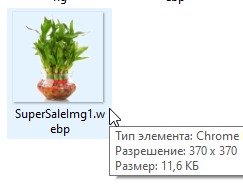 SuperSaleImg1.w
ebp
Тип элемента: Chrome
Разрешение: 370 x 370
Размер: 11,6 КБ